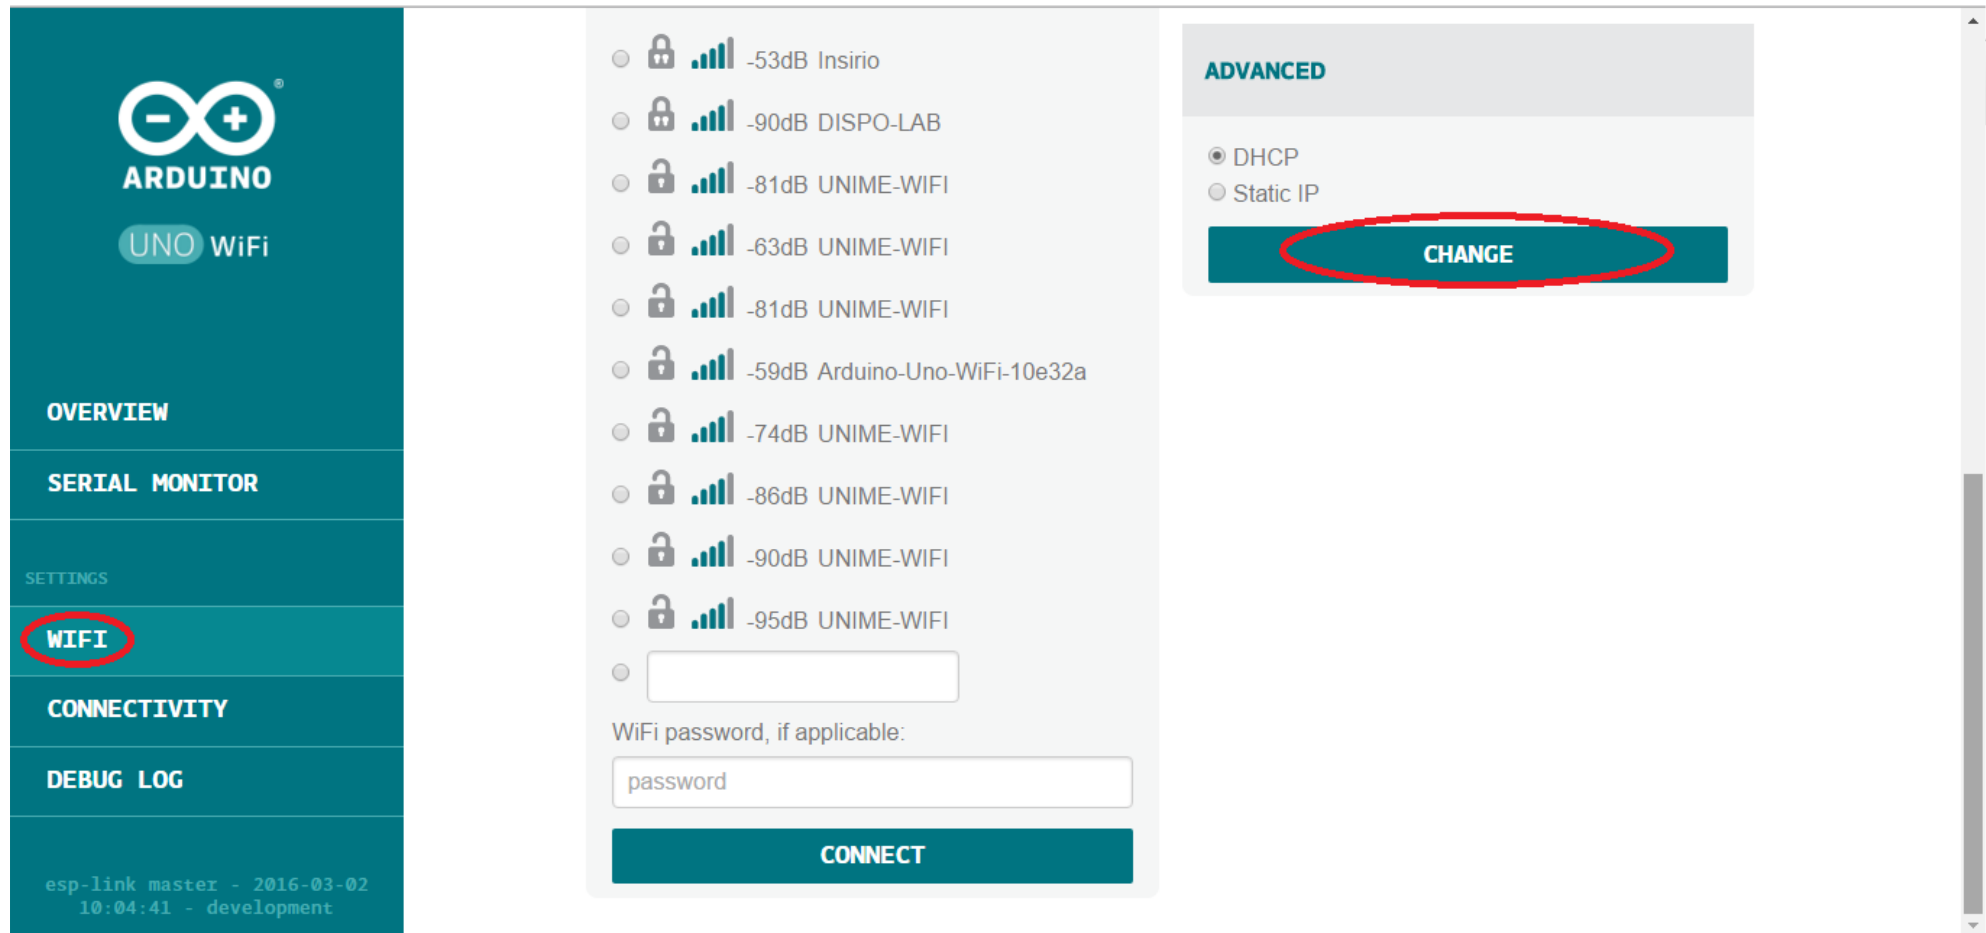 ARDUINO
®
UNO WiFi
OVERVIEW
SERIAL MONITOR
SETTINGS
WIFI
CONNECTIVITY
DEBUG LOG
esp-link master - 2016-03-02
10:04:41 - development
-53dB Insirio
-90dB DISPO-LAB
-81dB UNIME-WIFI
-63dB UNIME-WIFI
-81dB UNIME-WIFI
-59dB Arduino-Uno-WiFi-10e32a
-74dB UNIME-WIFI
-86dB UNIME-WIFI
-90dB UNIME-WIFI
-95dB UNIME-WIFI
WiFi password, if applicable:
password
CONNECT
ADVANCED
DHCP
Static IP
CHANGE